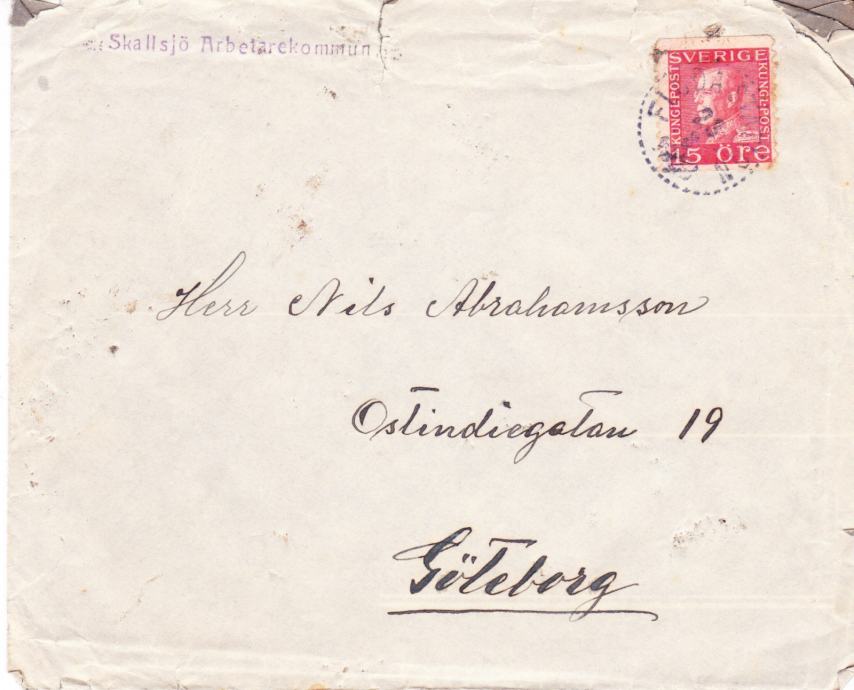 Skallsjö Arbetarekommun
SVERIGE
KUNGL·POST
KUNGL·POST
15 öre
Herr Nils Abrahamsson
Ostindiegatan 19
Göteborg